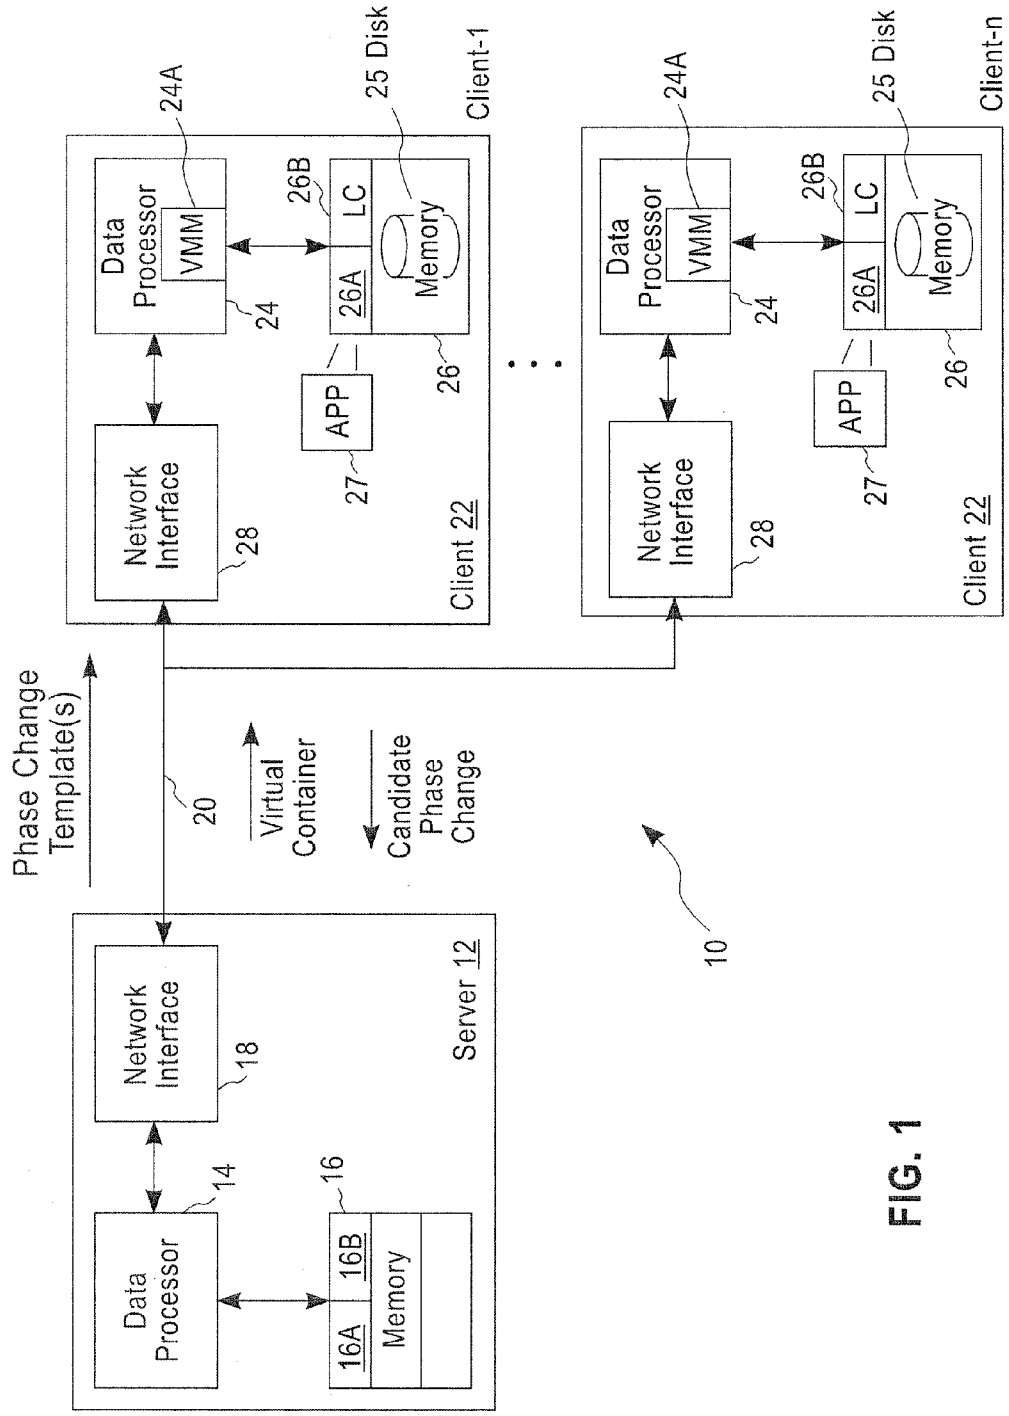 Phase Change
Template(s)
20
Virtual
Container
Candidate
Phase
Change
10
Data
Processor
14
Network
Interface
18
16
16A
16B
Memory
Server 12
Network
Interface
28
Data
Processor
VMM
24
24A
26B
26A
LC
25 Disk
Memory
26
APP
27
Client 22
Client-1
Network
Interface
28
Data
Processor
VMM
24
24A
26B
26A
LC
25 Disk
Memory
26
APP
27
Client 22
Client-n
FIG. 1